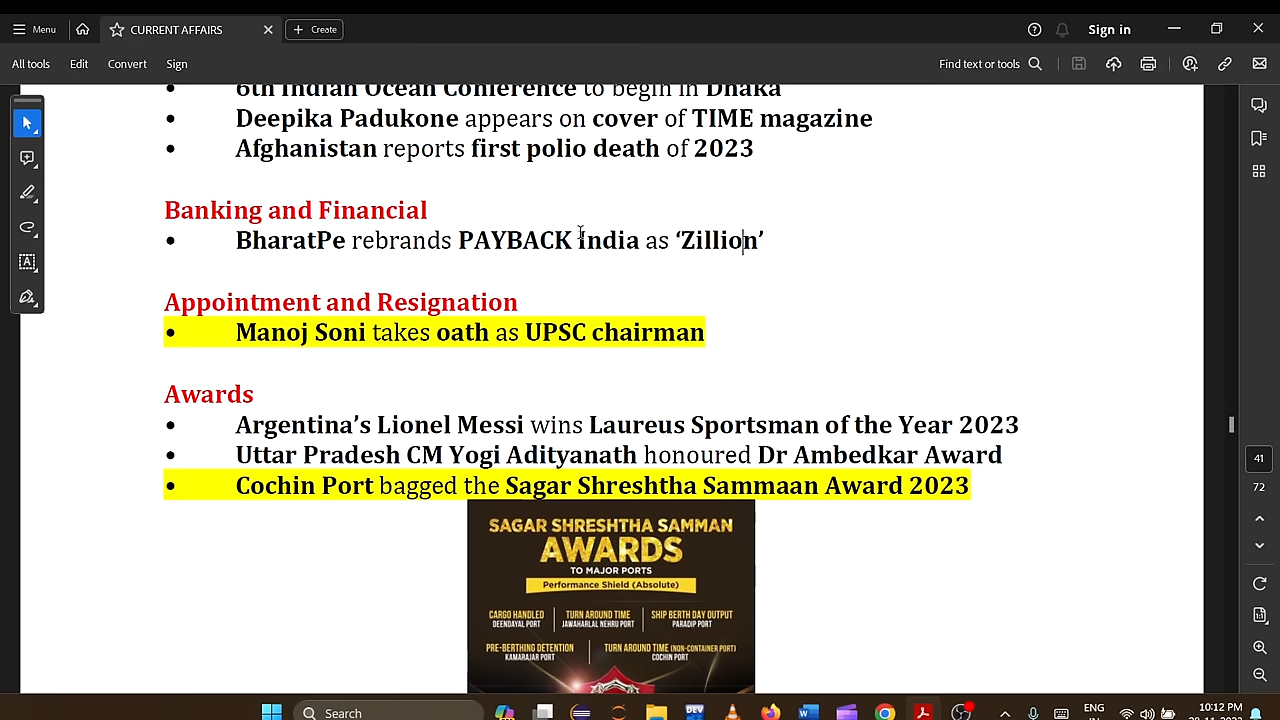 Menu
CURRENT AFFAIRS
Create
Sign in
All tools
Edit
Convert
Sign
Find text or tools
6th Indian Ocean Conference to begin in Dhaka
• Deepika Padukone appears on cover of TIME magazine
• Afghanistan reports first polio death of 2023
Banking and Financial
• BharatPe rebrands PAYBACK India as ‘Zillion’
Appointment and Resignation
• Manoj Soni takes oath as UPSC chairman
Awards
• Argentina’s Lionel Messi wins Laureus Sportsman of the Year 2023
• Uttar Pradesh CM Yogi Adityanath honoured Dr Ambedkar Award
• Cochin Port bagged the Sagar Shreshtha Sammaan Award 2023
SAGAR SHRESHTHA SAMMAN
AWARDS
TO MAJOR PORTS
Performance Shield (Absolute)
CARGO HANDLED
DEENDAYAL PORT
TURN AROUND TIME
JAWAHARLAL NEHRU PORT
SHIP BERTH DAY OUTPUT
PARADIP PORT
PRE-BERTHING DETENTION
KAMARAJAR PORT
TURN AROUND TIME (NON-CONTAINER PORT)
COCHIN PORT
41
72
Search
DEV
ENG
IN
10:12 PM